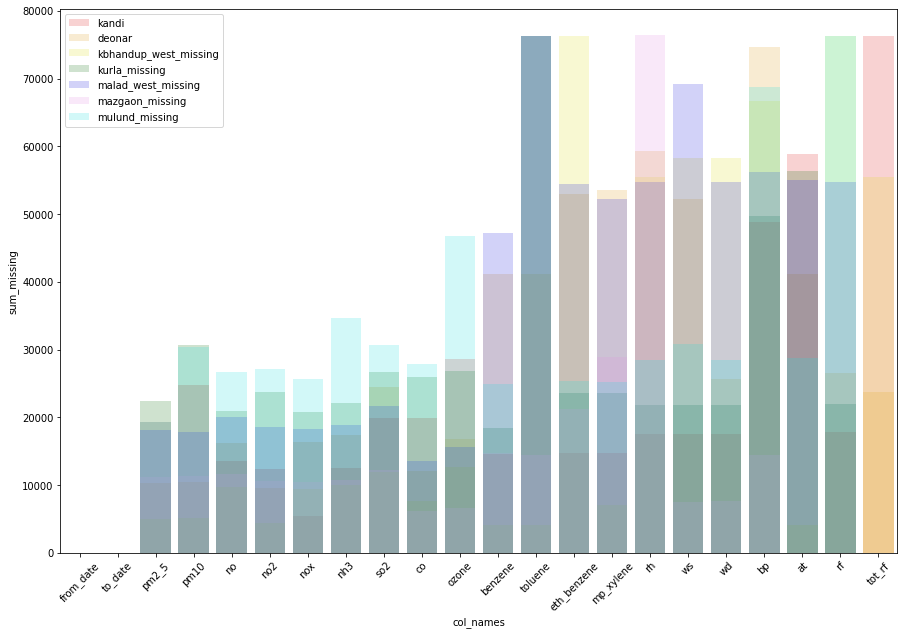 kandi
deonar
kbhandup_west_missing
kurla_missing
malad_west_missing
mazgaon_missing
mulund_missing
80000
70000
60000
50000
40000
30000
20000
10000
0
sum_missing
from_date
to_date
pm2_5
pm10
no
no2
nox
nh3
so2
co
ozone
benzene
toluene
eth_benzene
mp_xylene
rh
ws
wd
bp
at
rf
tot_rf
col_names